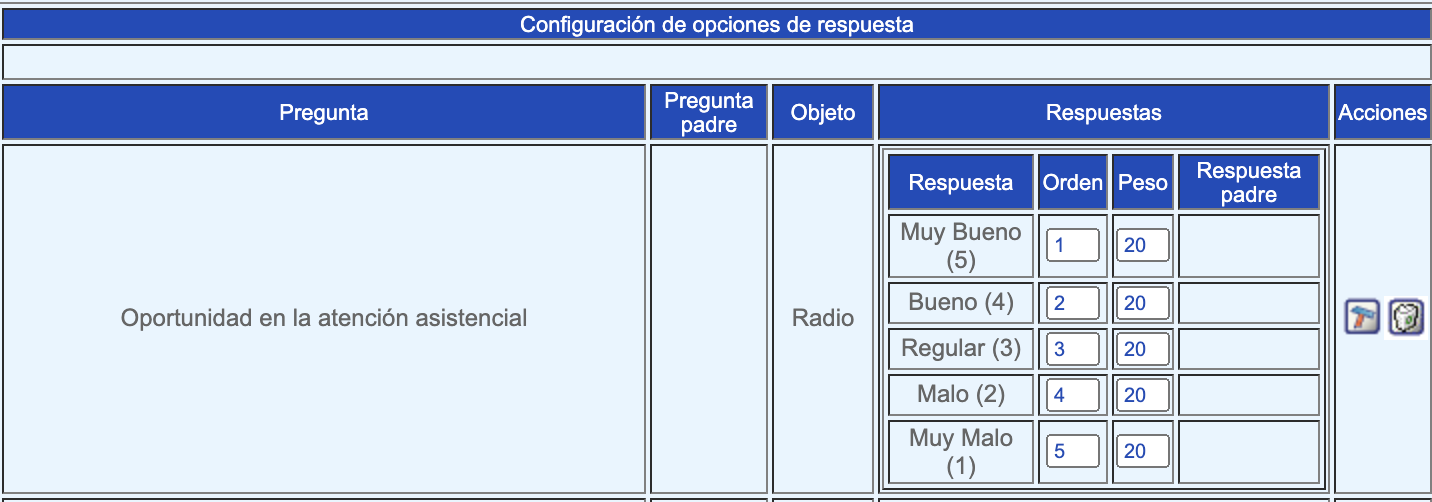 Configuración de opciones de respuesta
Pregunta
Pregunta
padre
Objeto
Respuestas
Acciones
Oportunidad en la atención asistencial
Radio
Respuesta
Orden
Peso
Respuesta
padre
Muy Bueno
(5)
1
20
Bueno (4)
2
20
Regular (3)
3
20
Malo (2)
4
20
Muy Malo
(1)
5
20